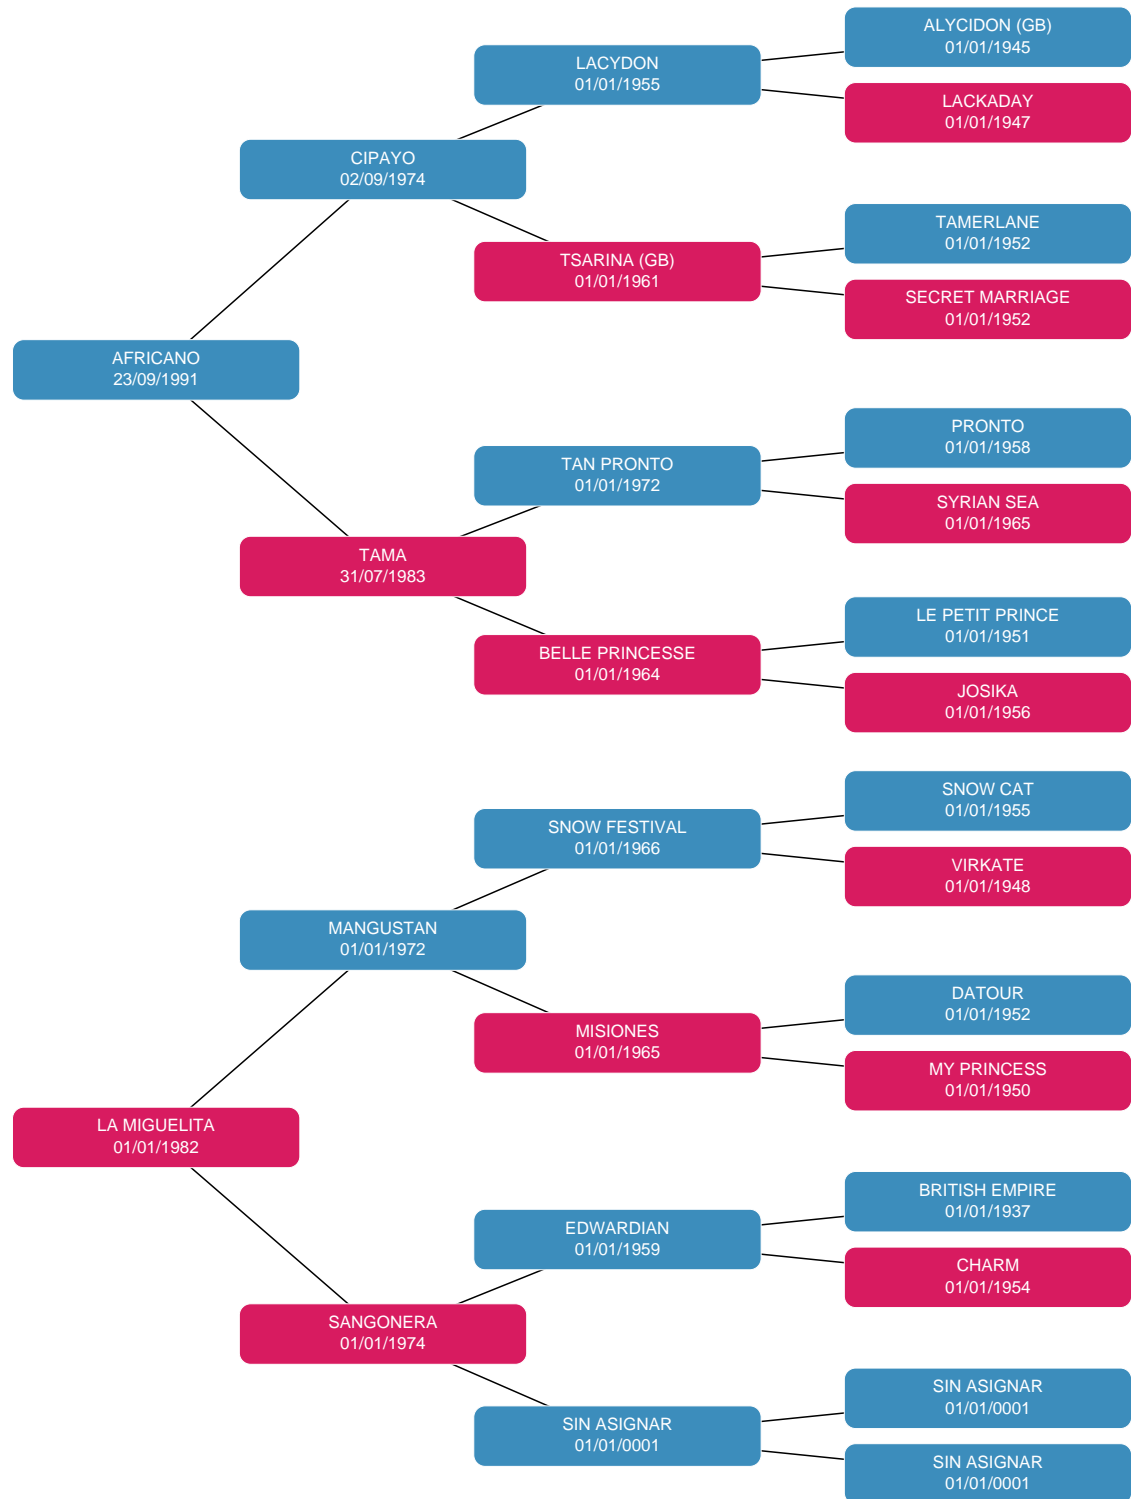 ALYCIDON (GB)
01/01/1945
LACYDON
01/01/1955
LACKADAY
01/01/1947
CIPAYO
02/09/1974
TAMERLANE
01/01/1952
TSARINA (GB)
01/01/1961
SECRET MARRIAGE
01/01/1952
AFRICANO
23/09/1991
PRONTO
01/01/1958
TAN PRONTO
01/01/1972
SYRIAN SEA
01/01/1965
TAMA
31/07/1983
LE PETIT PRINCE
01/01/1951
BELLE PRINCESSE
01/01/1964
JOSIKA
01/01/1956
SNOW CAT
01/01/1955
SNOW FESTIVAL
01/01/1966
VIRKATE
01/01/1948
MANGUSTAN
01/01/1972
DATOUR
01/01/1952
MISIONES
01/01/1965
MY PRINCESS
01/01/1950
LA MIGUELITA
01/01/1982
BRITISH EMPIRE
01/01/1937
EDWARDIAN
01/01/1959
CHARM
01/01/1954
SANGONERA
01/01/1974
SIN ASIGNAR
01/01/0001
SIN ASIGNAR
01/01/0001
SIN ASIGNAR
01/01/0001